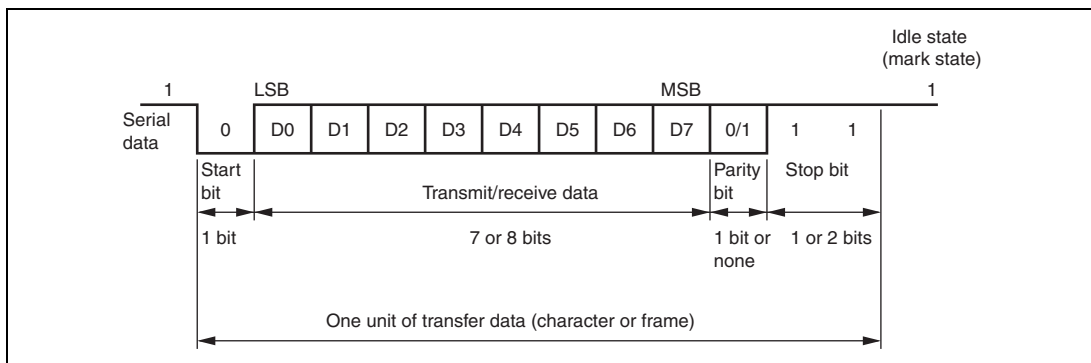 Idle state
(mark state)
1 LSB MSB 1
Serial
data
0 D0 D1 D2 D3 D4 D5 D6 D7 0/1 1 1
Start
bit
Transmit/receive data
Parity
bit
Stop bit
1 bit
7 or 8 bits
1 bit or
none
1 or 2 bits
One unit of transfer data (character or frame)